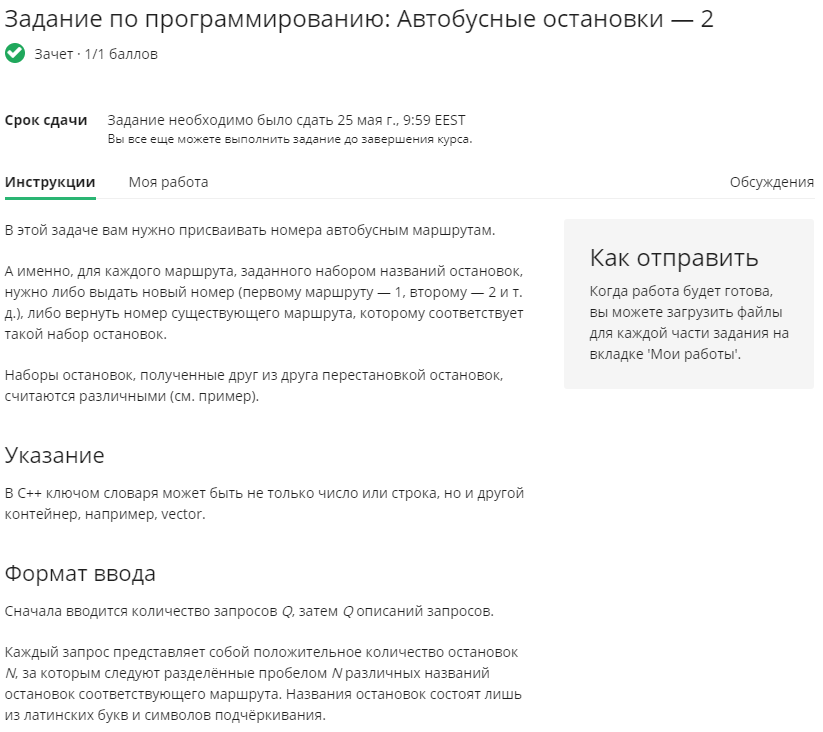 Задание по программированию: Автобусные остановки — 2
Зачет · 1/1 баллов
Срок сдачи Задание необходимо было сдать 25 мая г., 9:59 EEST
Вы все еще можете выполнить задание до завершения курса.
Инструкции Моя работа Обсуждения
В этой задаче вам нужно присваивать номера автобусным маршрутам.
А именно, для каждого маршрута, заданного набором названий остановок,
нужно либо выдать новый номер (первому маршруту — 1, второму — 2 и т.
д.), либо вернуть номер существующего маршрута, которому соответствует
такой набор остановок.
Наборы остановок, полученные друг из друга перестановкой остановок,
считаются различными (см. пример).
Указание
В C++ ключом словаря может быть не только число или строка, но и другой
контейнер, например, vector.
Формат ввода
Сначала вводится количество запросов Q, затем Q описаний запросов.
Каждый запрос представляет собой положительное количество остановок
N, за которым следуют разделённые пробелом N различных названий
остановок соответствующего маршрута. Названия остановок состоят лишь
из латинских букв и символов подчёркивания.
Как отправить
Когда работа будет готова,
вы можете загрузить файлы
для каждой части задания на
вкладке 'Мои работы'.